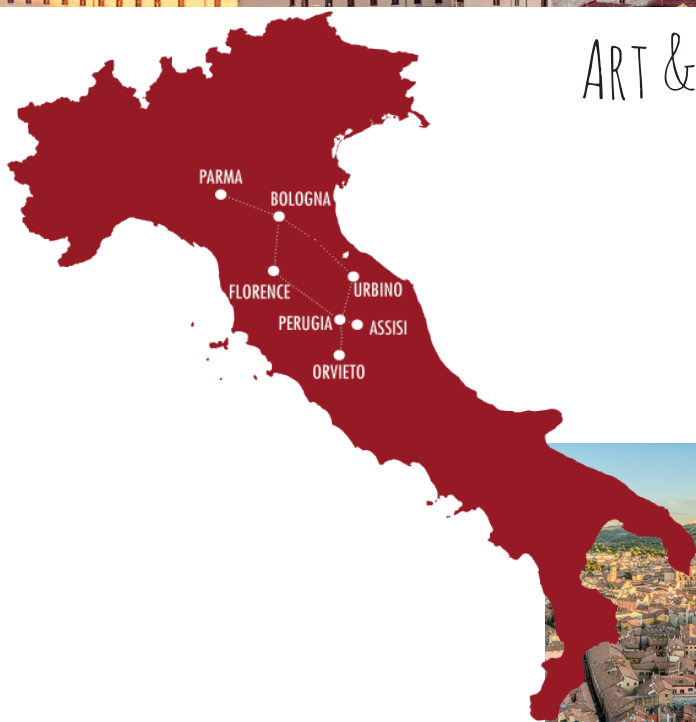 ART &
PARMA
BOLOGNA
FLORENCE
URBINO
PERUGIA
ASSISI
ORVIETO